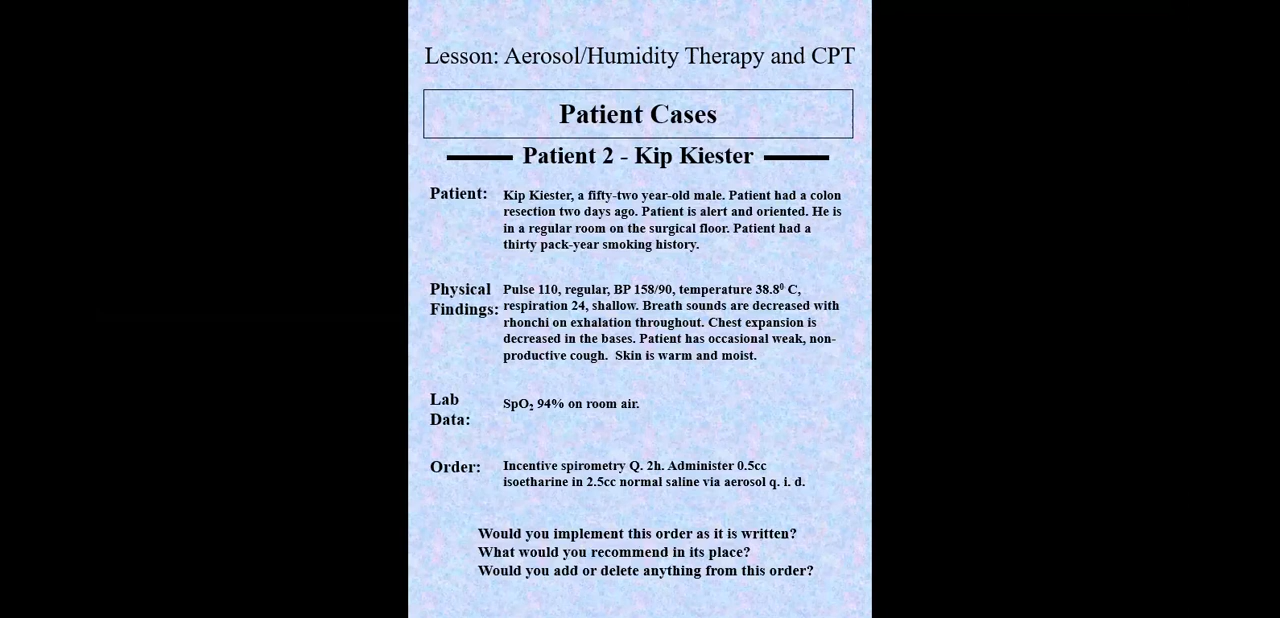 Lesson: Aerosol/Humidity Therapy and CPT
Patient Cases
Patient 2 - Kip Kiester
Patient: Kip Kiester, a fifty-two year-old male. Patient had a colon
resection two days ago. Patient is alert and oriented. He is
in a regular room on the surgical floor. Patient had a
thirty pack-year smoking history.
Physical Findings: Pulse 110, regular, BP 158/90, temperature 38.8⁰ C,
respiration 24, shallow. Breath sounds are decreased with
rhonchi on exhalation throughout. Chest expansion is
decreased in the bases. Patient has occasional weak, non-
productive cough. Skin is warm and moist.
Lab Data: SpO₂ 94% on room air.
Order: Incentive spirometry Q. 2h. Administer 0.5cc
isoetharine in 2.5cc normal saline via aerosol q. i. d.
Would you implement this order as it is written?
What would you recommend in its place?
Would you add or delete anything from this order?